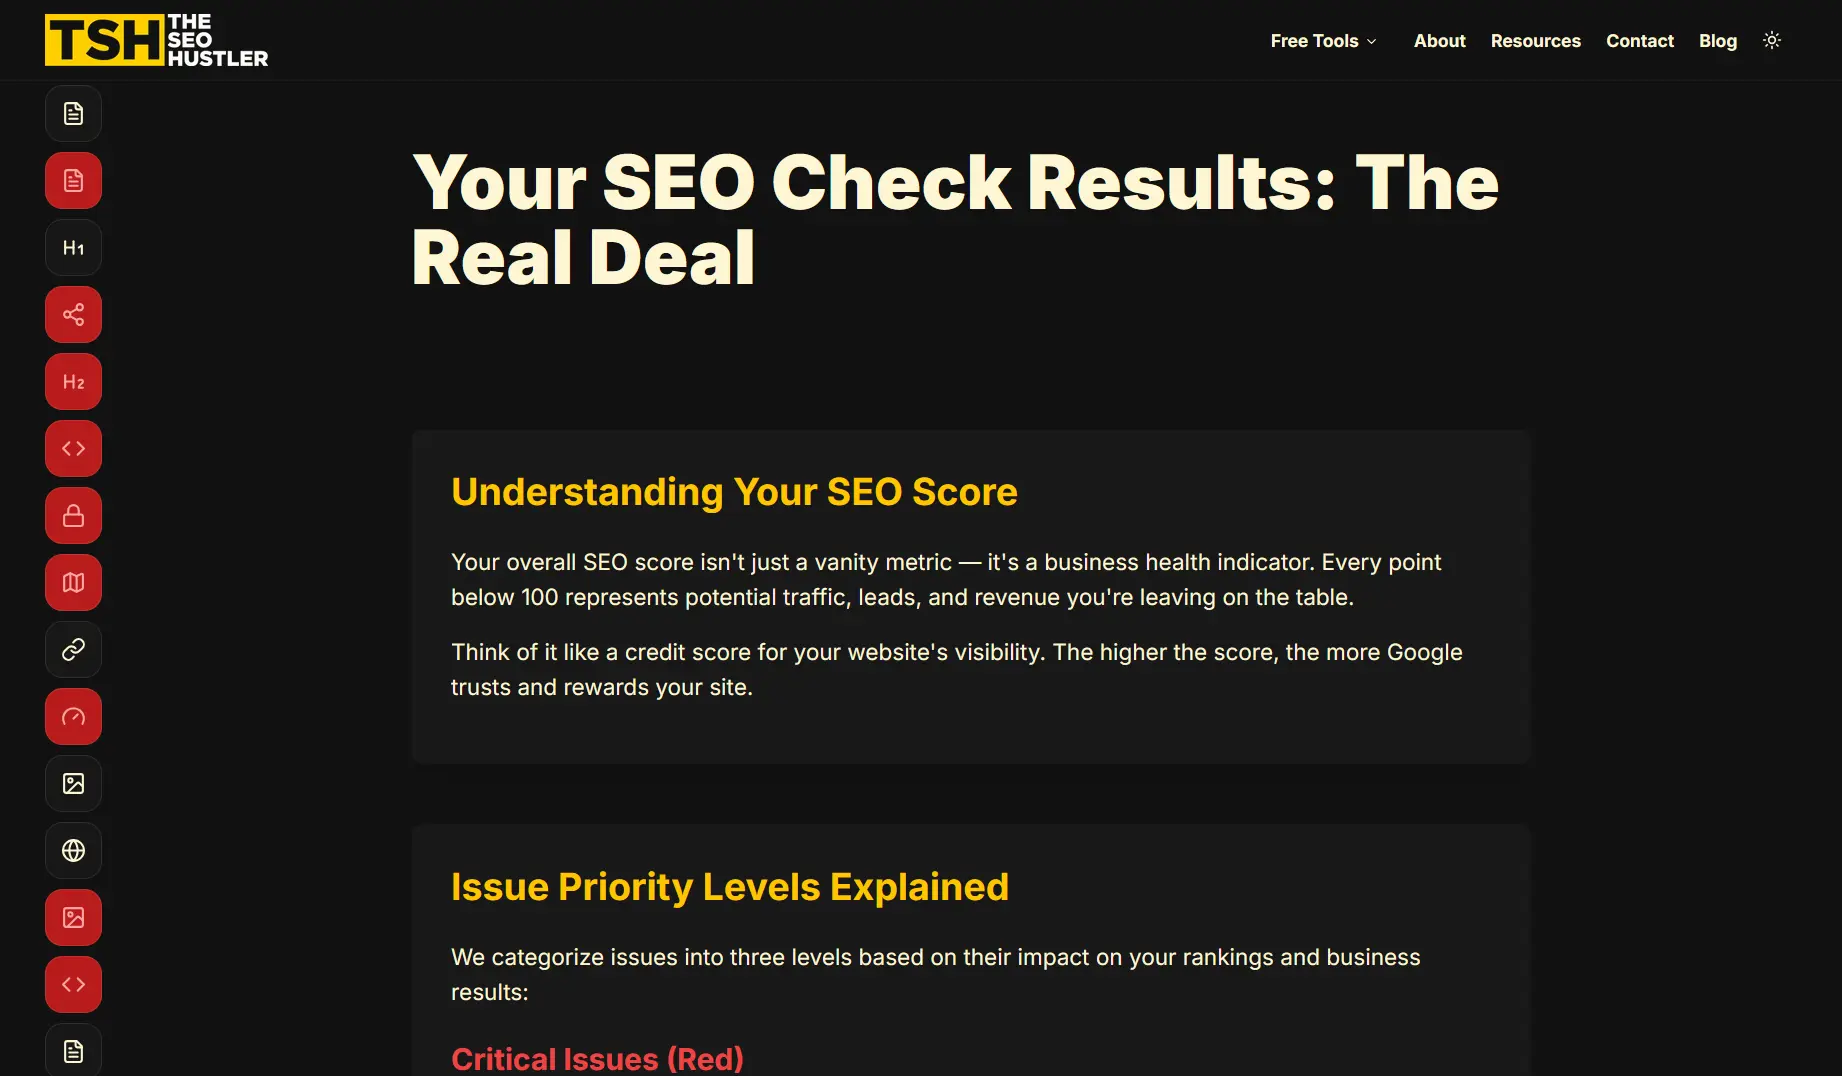 TSH THE SEO HUSTLER
Free Tools
About
Resources
Contact
Blog
H1
H2
Your SEO Check Results: The
Real Deal
Understanding Your SEO Score
Your overall SEO score isn't just a vanity metric — it's a business health indicator. Every point
below 100 represents potential traffic, leads, and revenue you're leaving on the table.
Think of it like a credit score for your website's visibility. The higher the score, the more Google
trusts and rewards your site.
Issue Priority Levels Explained
We categorize issues into three levels based on their impact on your rankings and business
results:
Critical Issues (Red)